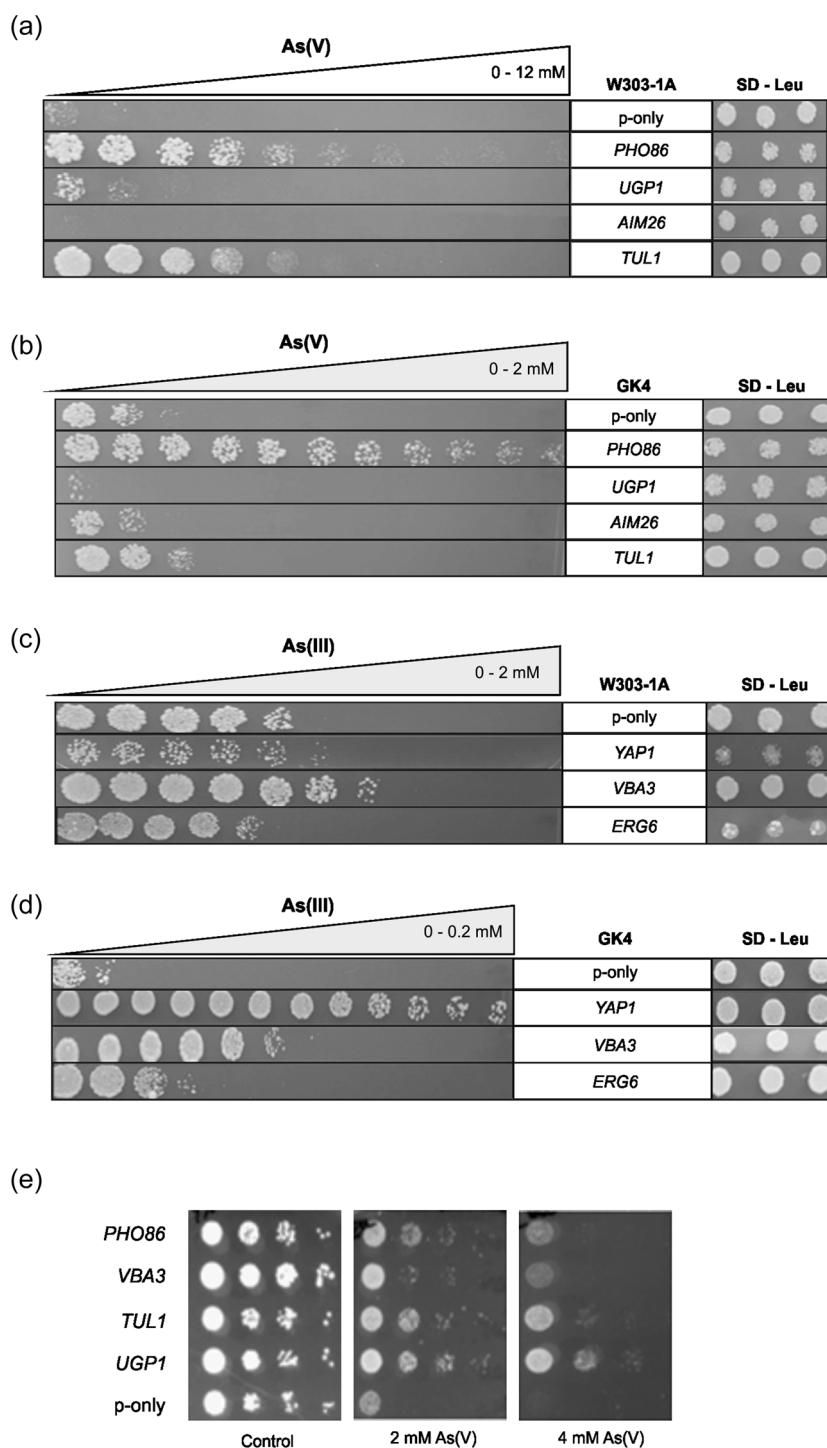 (a)
As(V)
0 - 12 mM
W303-1A
SD - Leu
p-only
PHO86
UGP1
AIM26
TUL1
(b)
As(V)
0 - 2 mM
GK4
SD - Leu
p-only
PHO86
UGP1
AIM26
TUL1
(c)
As(III)
0 - 2 mM
W303-1A
SD - Leu
p-only
YAP1
VBA3
ERG6
(d)
As(III)
0 - 0.2 mM
GK4
SD - Leu
p-only
YAP1
VBA3
ERG6
(e)
PHO86
VBA3
TUL1
UGP1
p-only
Control
2 mM As(V)
4 mM As(V)